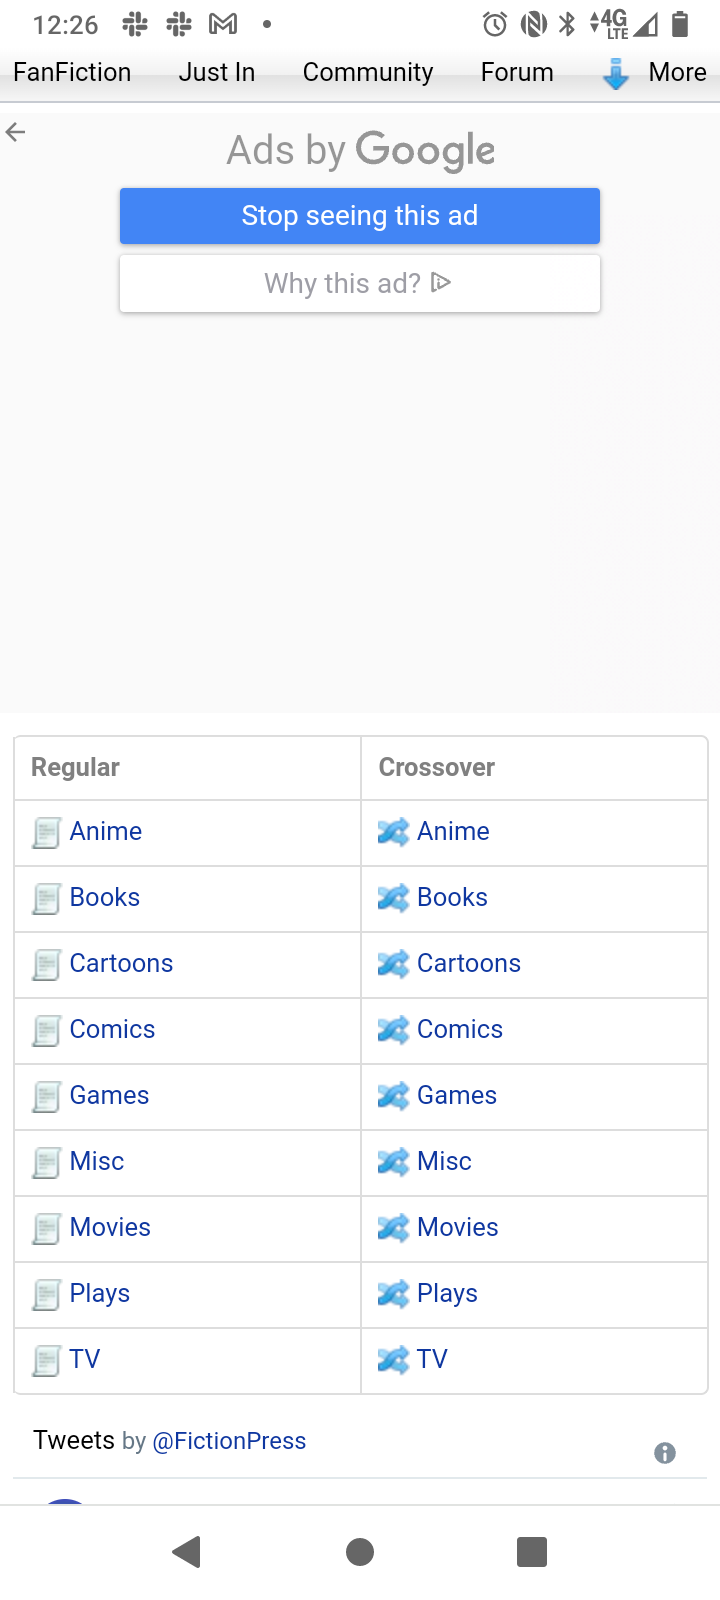 12:26
4G
LTE
FanFiction Just In Community Forum More
Ads by Google
Stop seeing this ad
Why this ad?
Regular Crossover
Anime Anime
Books Books
Cartoons Cartoons
Comics Comics
Games Games
Misc Misc
Movies Movies
Plays Plays
TV TV
Tweets by @FictionPress